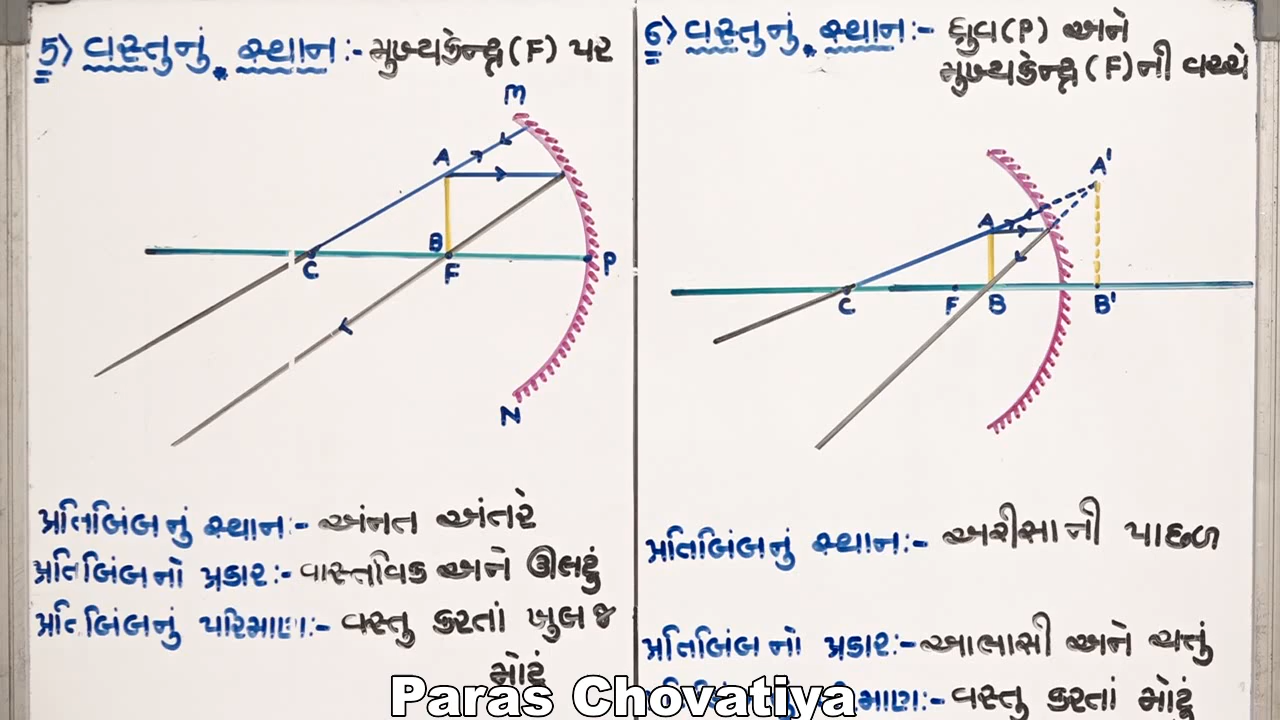 5) વસ્તુનું સ્થાન:- મુખ્યકેન્દ્ર (F) પર
M
A
B
C
F
P
N
પ્રતિબિંબનું સ્થાન:- અંનત અંતરે
પ્રતિબિંબનો પ્રકાર:- વાસ્તવિક અને ઊલટું
પ્રતિબિંબનું પરિમાણ:- વસ્તુ કરતાં ખુબ જ
મોટું
6) વસ્તુનું સ્થાન:- ધ્રુવ (P) અને
મુખ્યકેન્દ્ર (F) ની વચ્ચે
A'
A
C
F
B
B'
પ્રતિબિંબનું સ્થાન:- અરીસાની પાછળ
પ્રતિબિંબનો પ્રકાર:- આભાસી અને ચત્તું
માણ:- વસ્તુ કરતાં મોટું
Paras Chovatiya